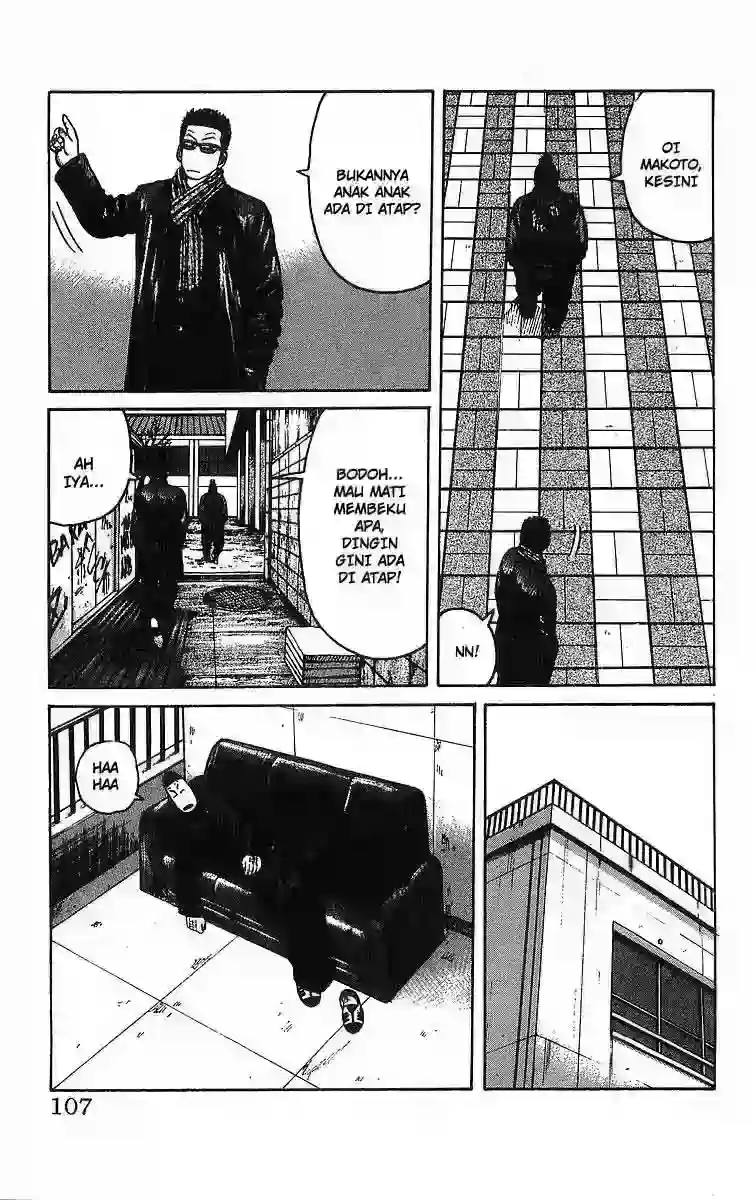 OI
MAKOTO,
KESINI
NN!
BUKANNYA
ANAK ANAK
ADA DI ATAP?
BODOH...
MAU MATI
MEMBEKU
APA,
DINGIN
GINI ADA
DI ATAP!
AH
IYA...
HAA
HAA
107